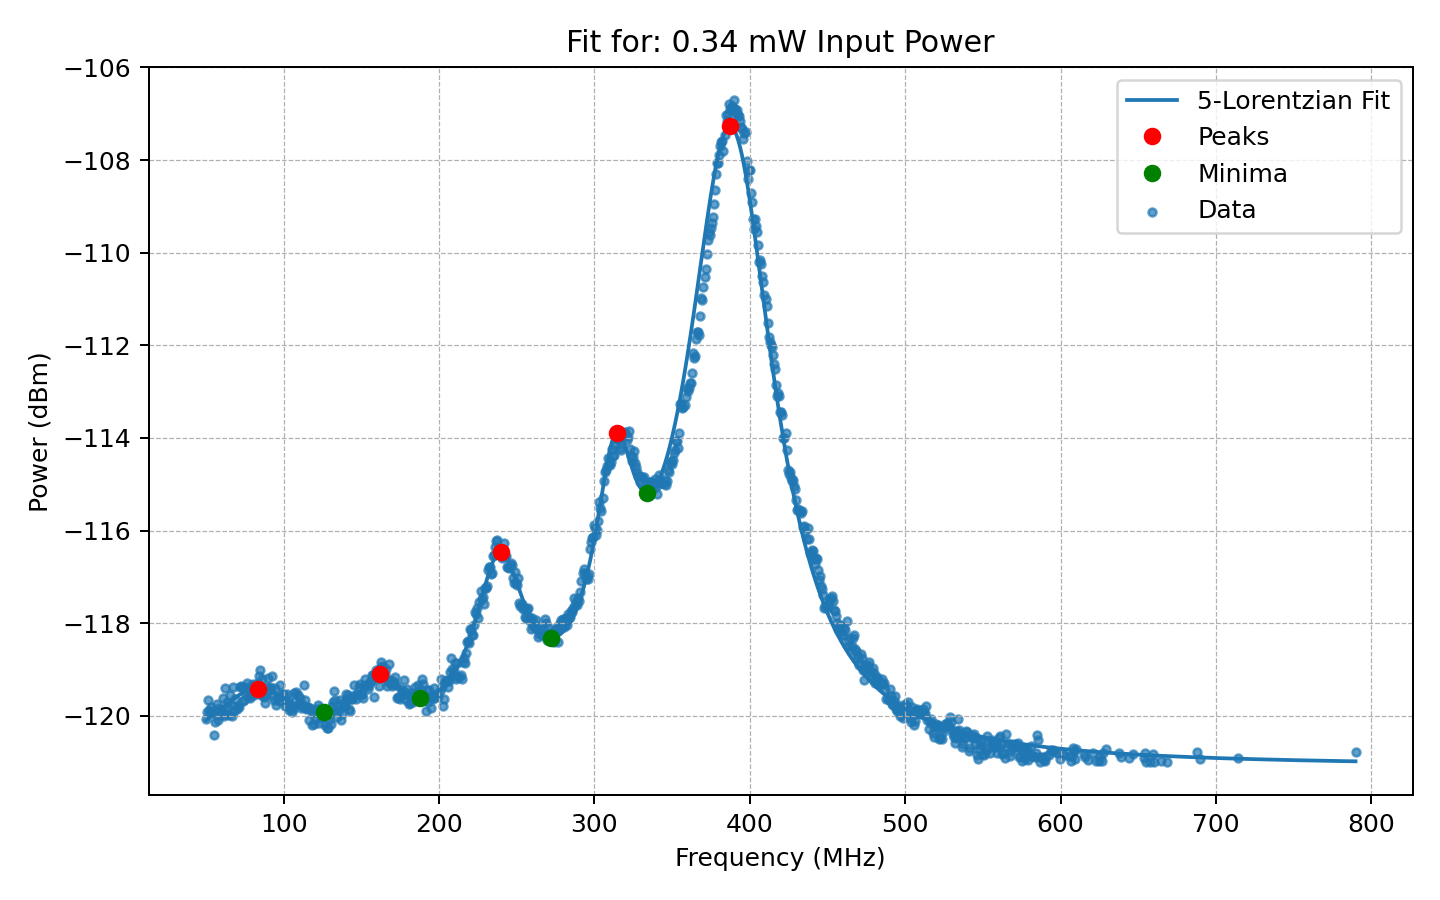 Fit for: 0.34 mW Input Power
−106
−108
−110
−112
−114
−116
−118
−120
Power (dBm)
5-Lorentzian Fit
Peaks
Minima
Data
100 200 300 400 500 600 700 800
Frequency (MHz)